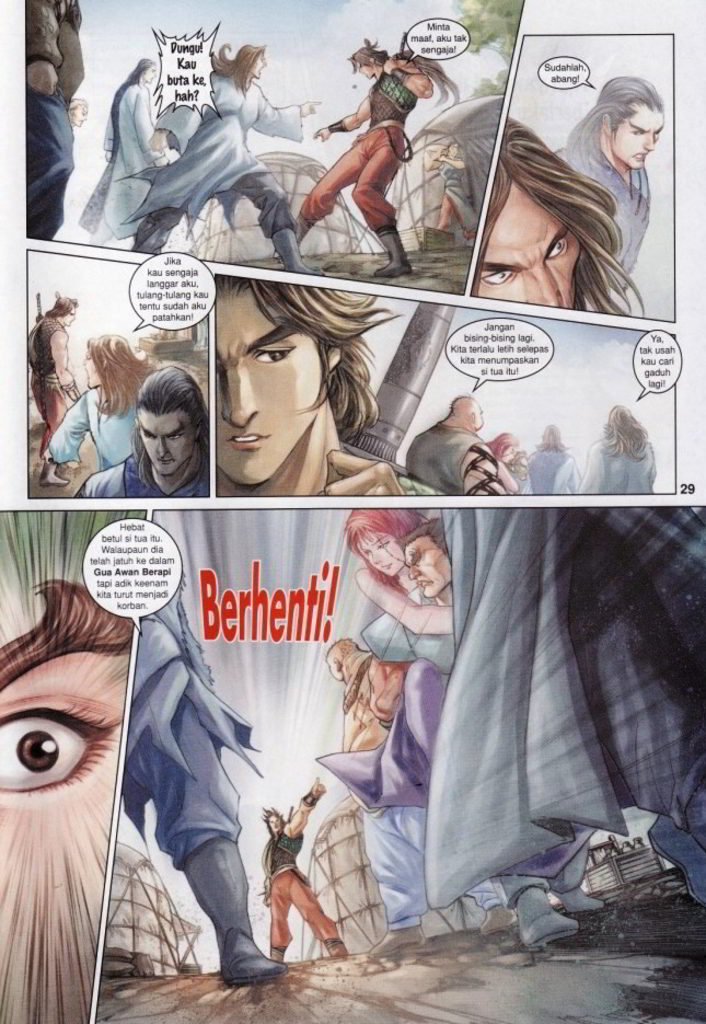 Dungu!
Kau
buta ke,
hah?
Minta
maaf, aku tak
sengaja!
Sudahlah,
abang!
Jika
kau sengaja
langgar aku,
tulang-tulang kau
tentu sudah aku
patahkan!
Jangan
bising-bising lagi.
Kita terlalu letih selepas
kita menumpaskan
si tua itu!
Ya,
tak usah
kau cari
gaduh
lagi!
29
Hebat
betul si tua itu.
Walaupun dia
telah jatuh ke dalam
Gua Awan Berapi
tapi adik keenam
kita turut menjadi
korban.
Berhenti!